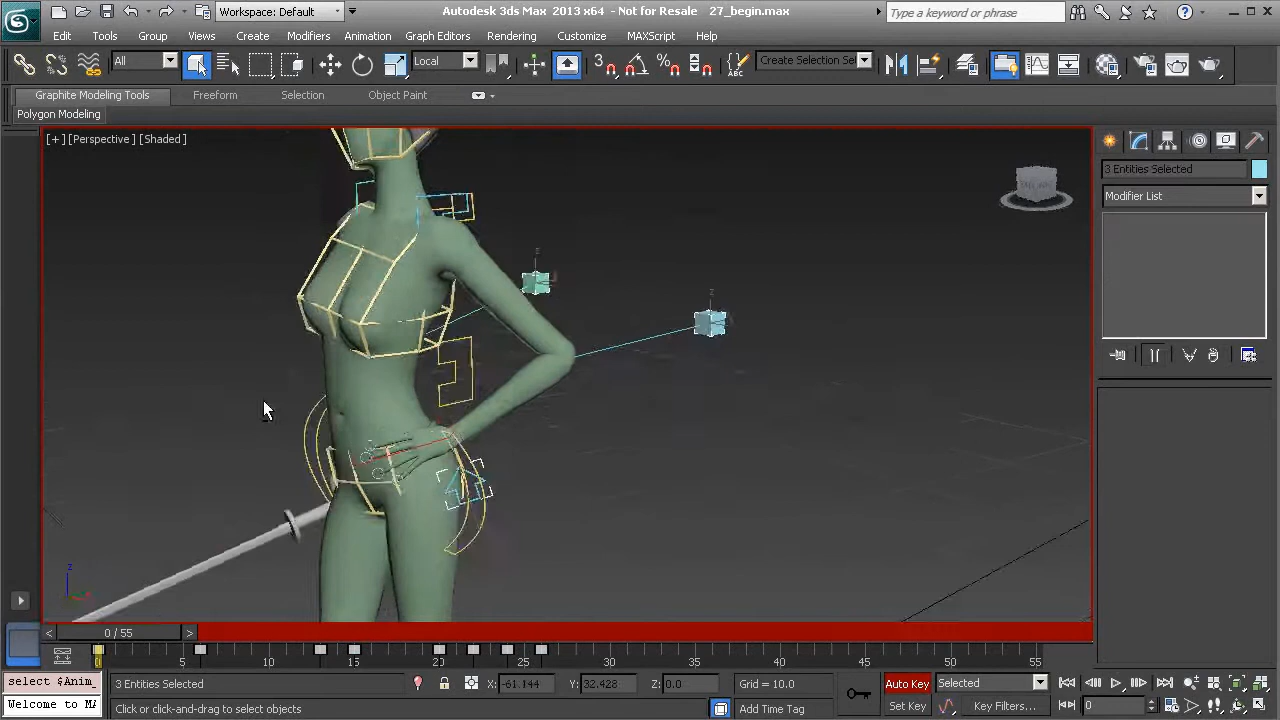 Autodesk 3ds Max 2013 x64 - Not for Resale 27_begin.max
Workspace: Default
Type a keyword or phrase
Edit Tools Group Views Create Modifiers Animation Graph Editors Rendering Customize MAXScript Help
All
Local
3
Create Selection Se
Graphite Modeling Tools Freeform Selection Object Paint
Polygon Modeling
[+] [Perspective] [Shaded]
3 Entities Selected
Modifier List
z
z
z
< 0 / 55 >
5 10 15 20 25 30 35 40 45 50 55
select $Anim_ 3 Entities Selected X: -61.144 Y: 32.428 Z: 0.0 Grid = 10.0 Auto Key Selected
Welcome to MA Click or click-and-drag to select objects Add Time Tag Set Key Key Filters... 0